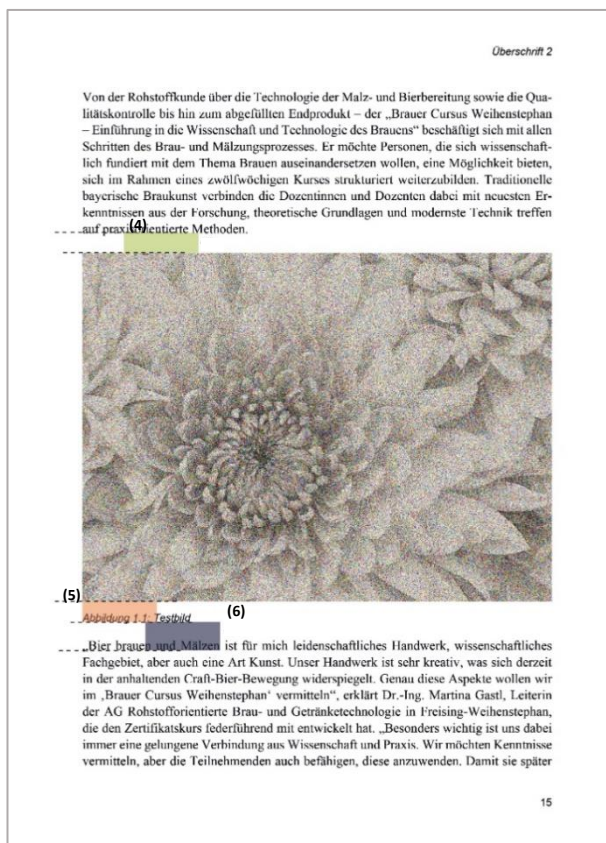 Überschrift 2
Von der Rohstoffkunde über die Technologie der Malz- und Bierbereitung sowie die Qua-
litätskontrolle bis hin zum abgefüllten Endprodukt – der „Brauer Cursus Weihenstephan
– Einführung in die Wissenschaft und Technologie des Brauens“ beschäftigt sich mit allen
Schritten des Brau- und Mälzungsprozesses. Er möchte Personen, die sich wissenschaft-
lich fundiert mit dem Thema Brauen auseinandersetzen wollen, eine Möglichkeit bieten,
sich im Rahmen eines zwölfwöchigen Kurses strukturiert weiterzubilden. Traditionelle
bayerische Braukunst verbinden die Dozentinnen und Dozenten dabei mit neuesten Er-
kenntnissen aus der Forschung, theoretische Grundlagen und modernste Technik treffen
auf praxisorientierte Methoden.
(4)
(5)
Abbildung 1.1: Testbild
(6)
„Bier brauen und Mälzen ist für mich leidenschaftliches Handwerk, wissenschaftliches
Fachgebiet, aber auch eine Art Kunst. Unser Handwerk ist sehr kreativ, was sich derzeit
in der anhaltenden Craft-Bier-Bewegung widerspiegelt. Genau diese Aspekte wollen wir
im ‚Brauer Cursus Weihenstephan‘ vermitteln“, erklärt Dr.-Ing. Martina Gastl, Leiterin
der AG Rohstofforientierte Brau- und Getränketechnologie in Freising-Weihenstephan,
die den Zertifikatskurs federführend mit entwickelt hat. „Besonders wichtig ist uns dabei
immer eine gelungene Verbindung aus Wissenschaft und Praxis. Wir möchten Kenntnisse
vermitteln, aber die Teilnehmenden auch befähigen, diese anzuwenden. Damit sie später
15